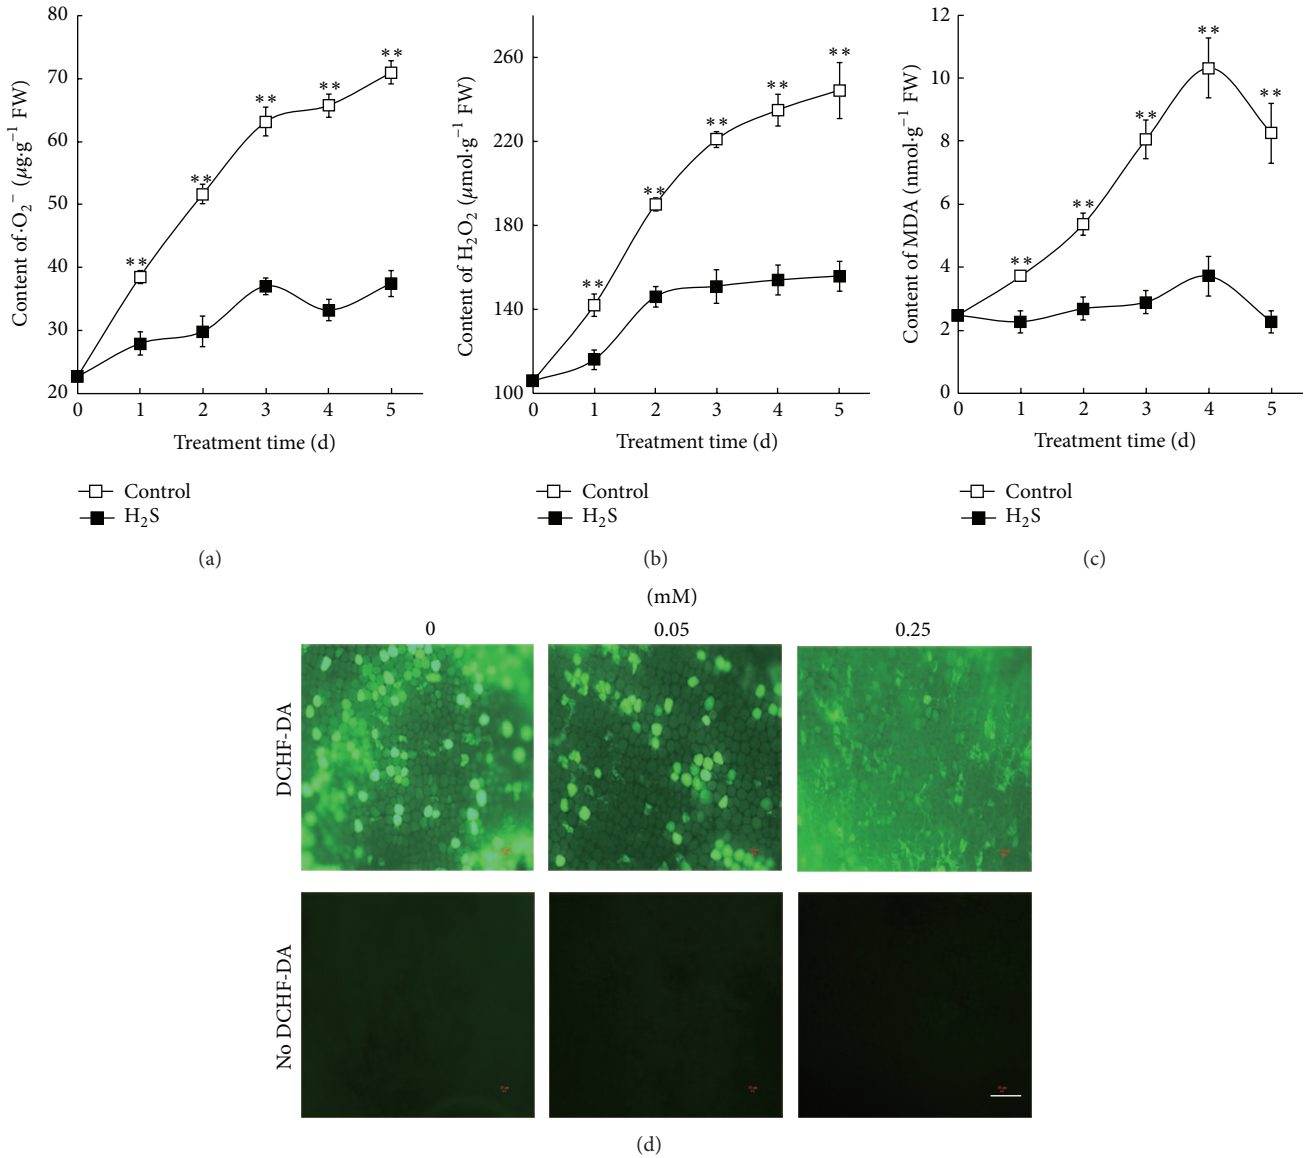 80
70
60
50
40
30
20
Content of ·O₂⁻ (μg·g⁻¹ FW)
**
**
**
**
**
0 1 2 3 4 5
Treatment time (d)
Control
H₂S
(a)
260
220
180
140
100
Content of H₂O₂ (μmol·g⁻¹ FW)
**
**
**
**
**
0 1 2 3 4 5
Treatment time (d)
Control
H₂S
(b)
12
10
8
6
4
2
0
Content of MDA (nmol·g⁻¹ FW)
**
**
**
**
**
0 1 2 3 4 5
Treatment time (d)
Control
H₂S
(c)
(mM)
0 0.05 0.25
DCHF-DA
No DCHF-DA
(d)